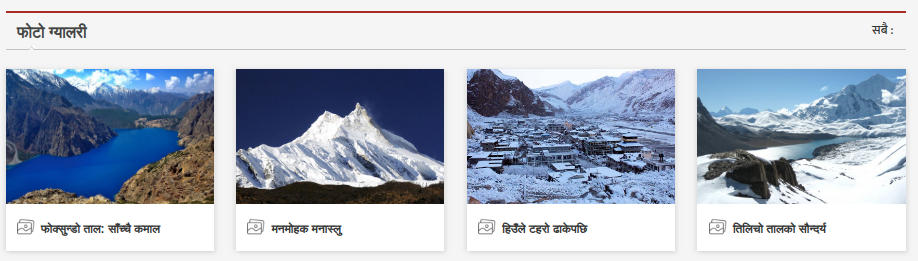 फोटो ग्यालरी
सबै :
फोक्सुण्डो ताल: साँच्चै कमाल
मनमोहक मनास्लु
हिउँले टहरो ढाकेपछि
तिलिचो तालको सौन्दर्य